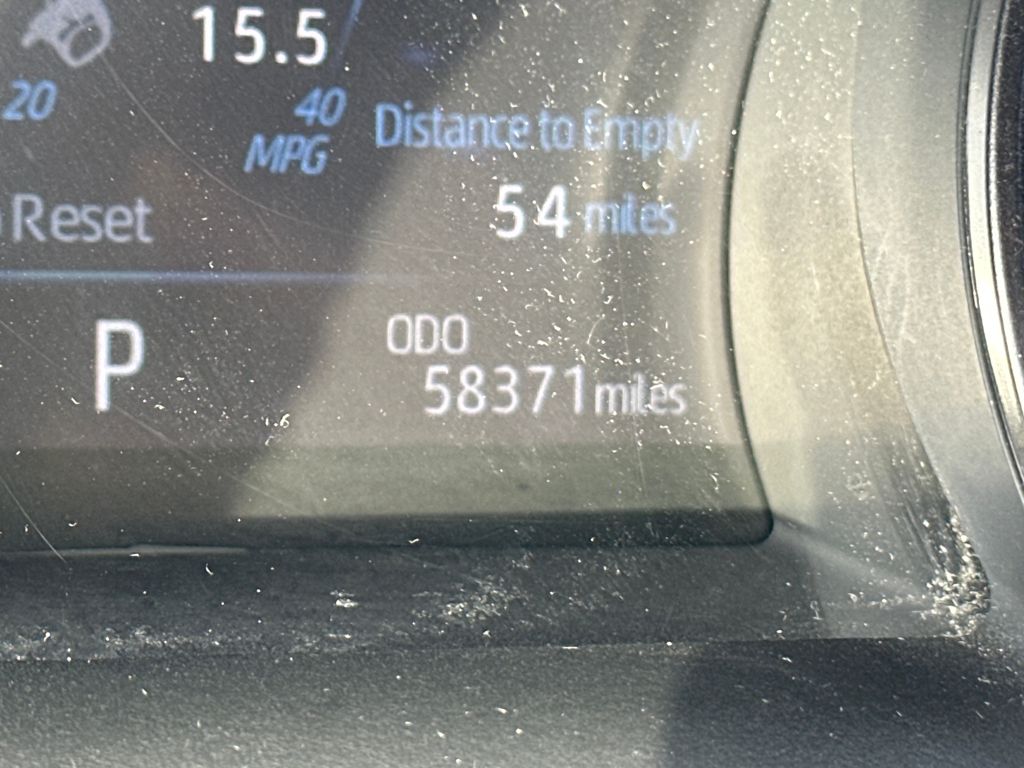 15.5
20 40
MPG
Distance to Empty
54 miles
Reset
P
ODO
58371 miles